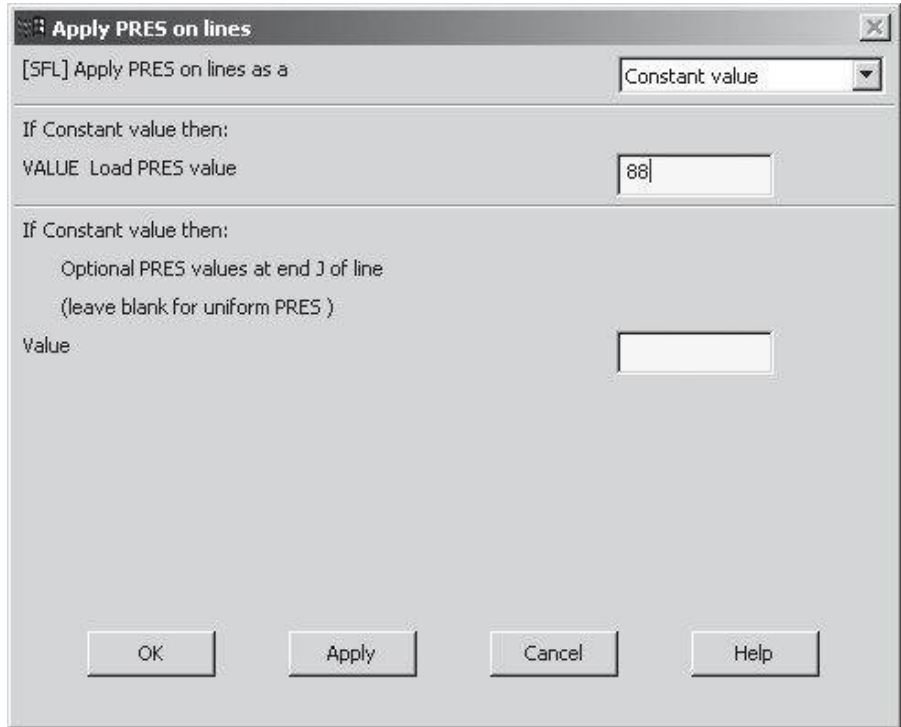 Apply PRES on lines
[SFL] Apply PRES on lines as a Constant value
If Constant value then:
VALUE Load PRES value 88
If Constant value then:
Optional PRES values at end J of line
(leave blank for uniform PRES )
Value
OK Apply Cancel Help